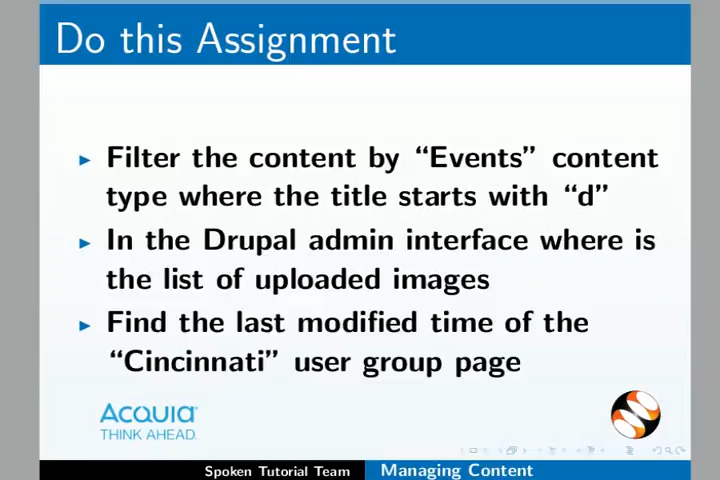 Do this Assignment
Filter the content by “Events” content
type where the title starts with “d”
In the Drupal admin interface where is
the list of uploaded images
Find the last modified time of the
“Cincinnati” user group page
ACQUIA
THINK AHEAD.
Spoken Tutorial Team
Managing Content